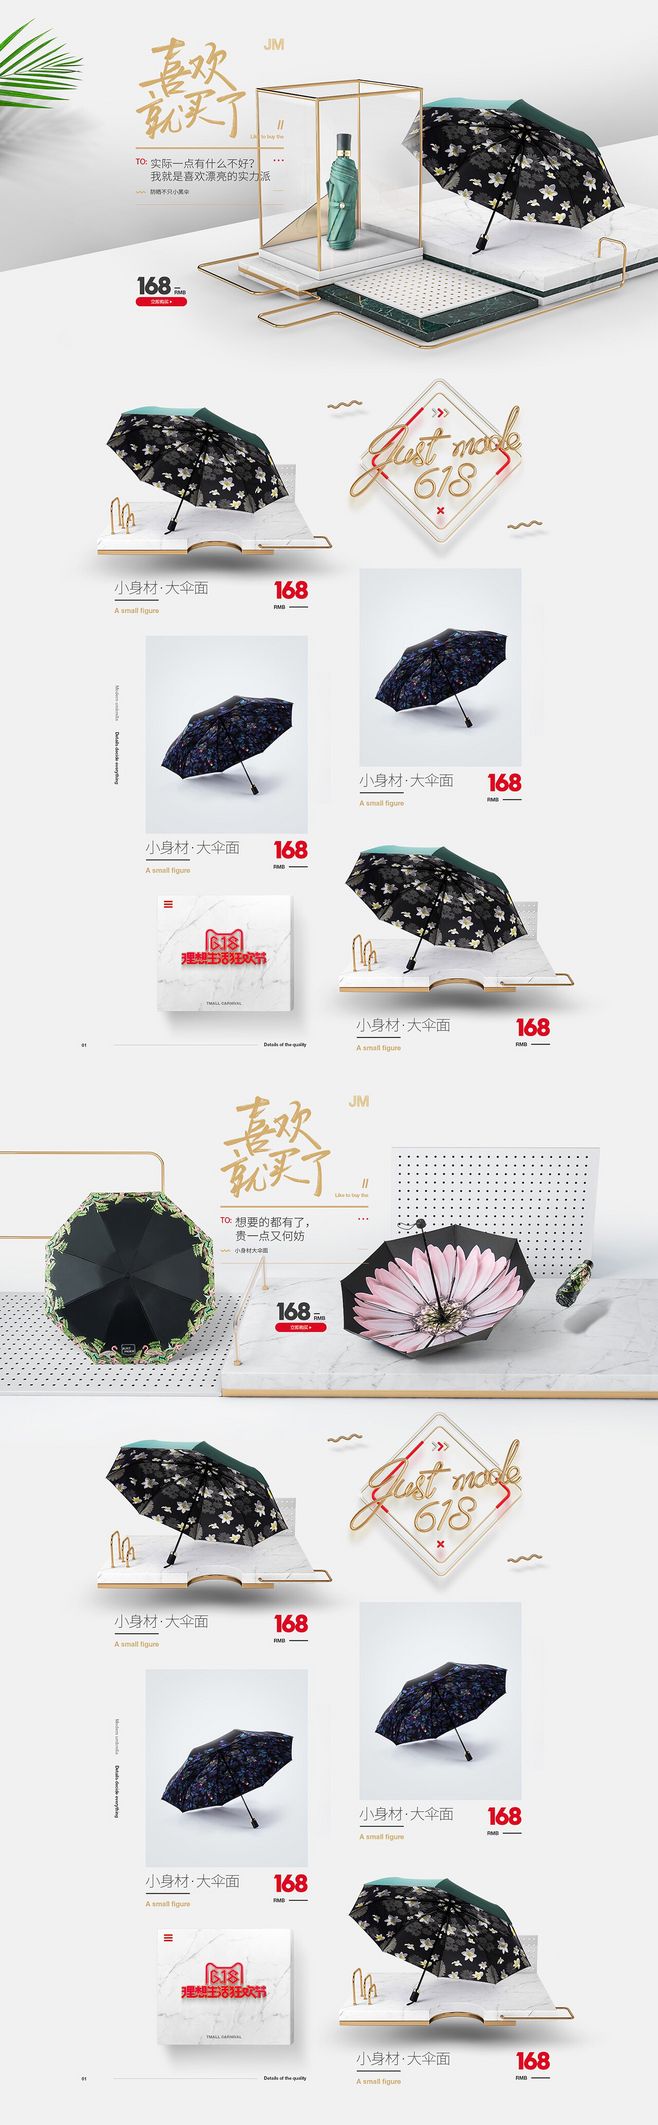 喜欢
JM
就买了
//
Like to buy the
TO: 实际一点有什么不好?
我就是喜欢漂亮的实力派
防晒不只小黑伞
168
RMB
立即购买
Just mode
618
小身材·大伞面
168
A small figure
RMB
小身材·大伞面
168
A small figure
RMB
Modern umbrella
Details decide everything
小身材·大伞面
168
A small figure
RMB
618
理想生活狂欢节
TMALL CARNIVAL
小身材·大伞面
168
A small figure
RMB
01
Details of the quality
喜欢
JM
就买了
//
Like to buy the
TO: 想要的都有了，
贵一点又何妨
小身材大伞面
168
RMB
立即购买
Just mode
618
小身材·大伞面
168
A small figure
RMB
小身材·大伞面
168
A small figure
RMB
Modern umbrella
Details decide everything
小身材·大伞面
168
A small figure
RMB
618
理想生活狂欢节
TMALL CARNIVAL
小身材·大伞面
168
A small figure
RMB
01
Details of the quality